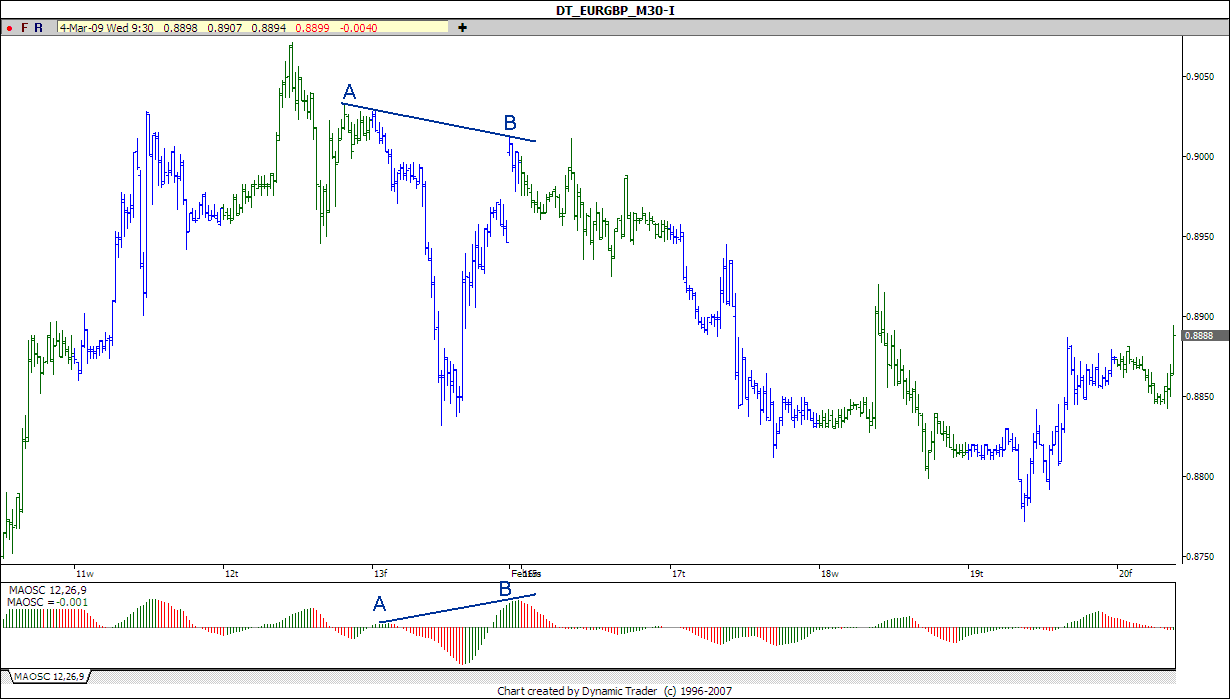 DT_EURGBP_M30-I
F R 4-Mar-09 Wed 9:30 0.8898 0.8907 0.8894 0.8899 -0.0040
A
B
0.9050
0.9000
0.8950
0.8900
0.8888
0.8850
0.8800
0.8750
11w 12t 13f 17t 18w 19t 20f
MAOSC 12,26,9
MAOSC =-0.001
A
B
MAOSC 12,26,9
Chart created by Dynamic Trader (c) 1996-2007